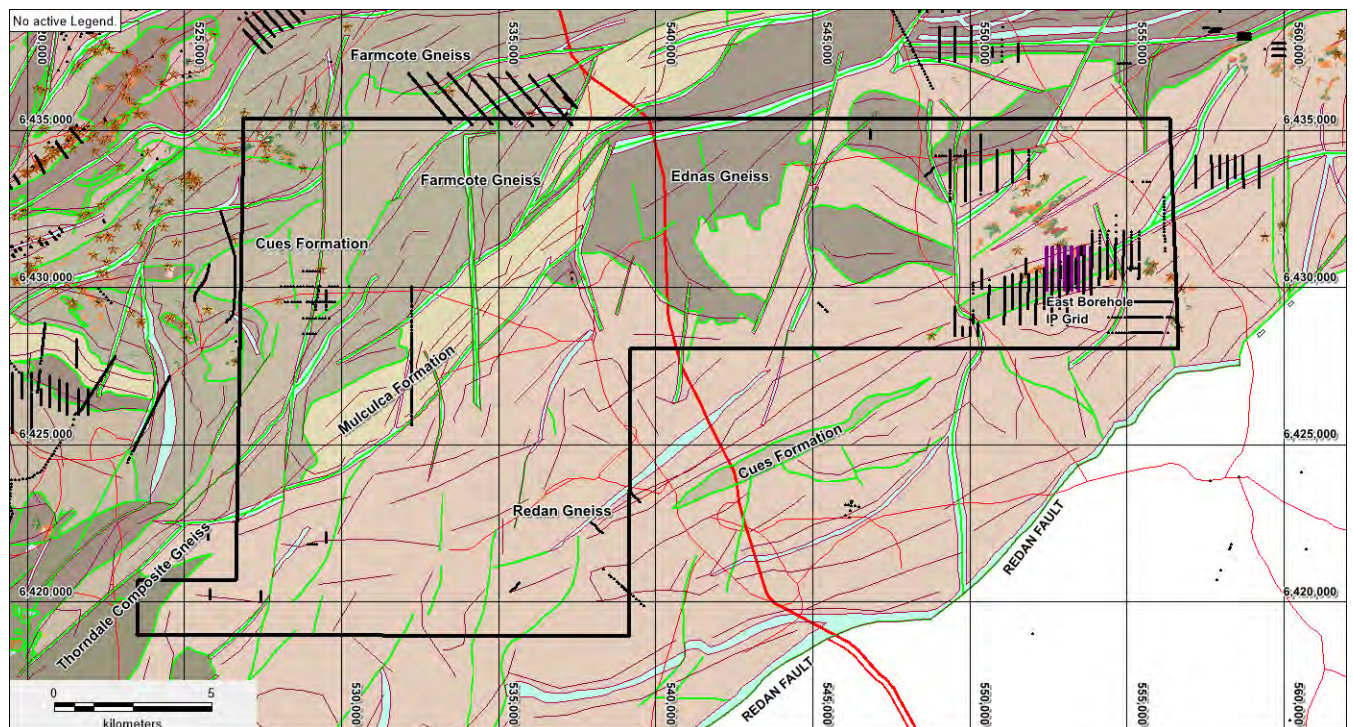 No active Legend.
525,000
535,000
540,000
545,000
550,000
555,000
560,000
Farmcote Gneiss
6,435,000
6,435,000
Farmcote Gneiss
Ednas Gneiss
Cues Formation
6,430,000
6,430,000
East Borehole
IP Grid
Mulculca Formation
6,425,000
6,425,000
Cues Formation
Redan Gneiss
REDAN FAULT
Thorndale Composite Gneiss
6,420,000
6,420,000
REDAN FAULT
0
5
kilometers
530,000
535,000
540,000
545,000
550,000
555,000
560,000